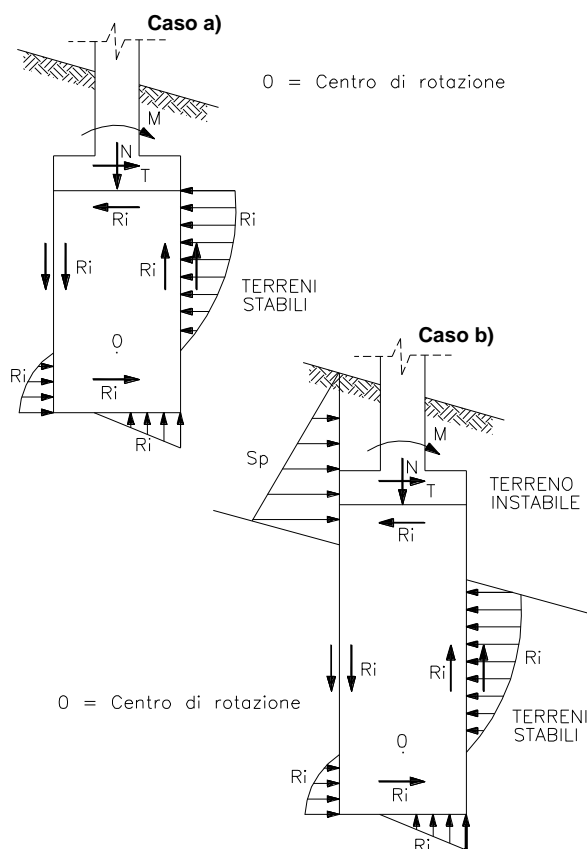 Caso a)
0 = Centro di rotazione
M
N
T
Ri
Ri
Ri
Ri
TERRENI
STABILI
0
Ri
Ri
Ri
Caso b)
M
Sp
N
T
TERRENO
INSTABILE
Ri
Ri
Ri
Ri
0 = Centro di rotazione
TERRENI
STABILI
0
Ri
Ri
Ri